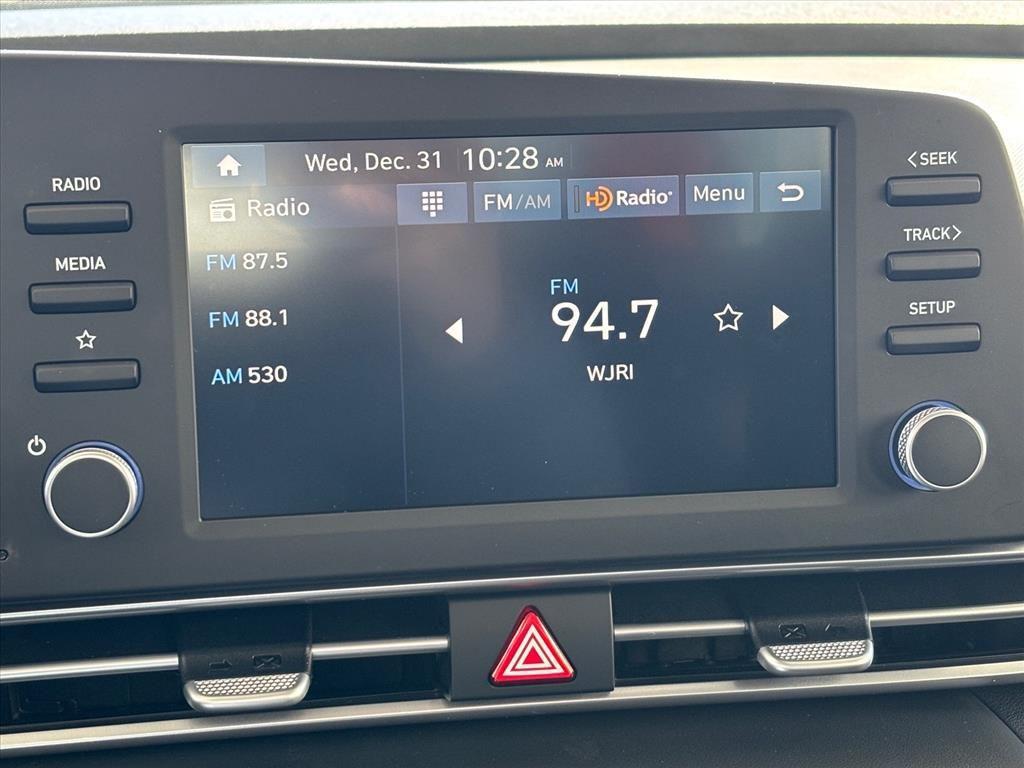 Wed, Dec. 31 10:28 AM
Radio
FM/AM
HD Radio
Menu
FM 87.5
FM 88.1
AM 530
FM
94.7
WJRI
RADIO
MEDIA
<SEEK
TRACK>
SETUP